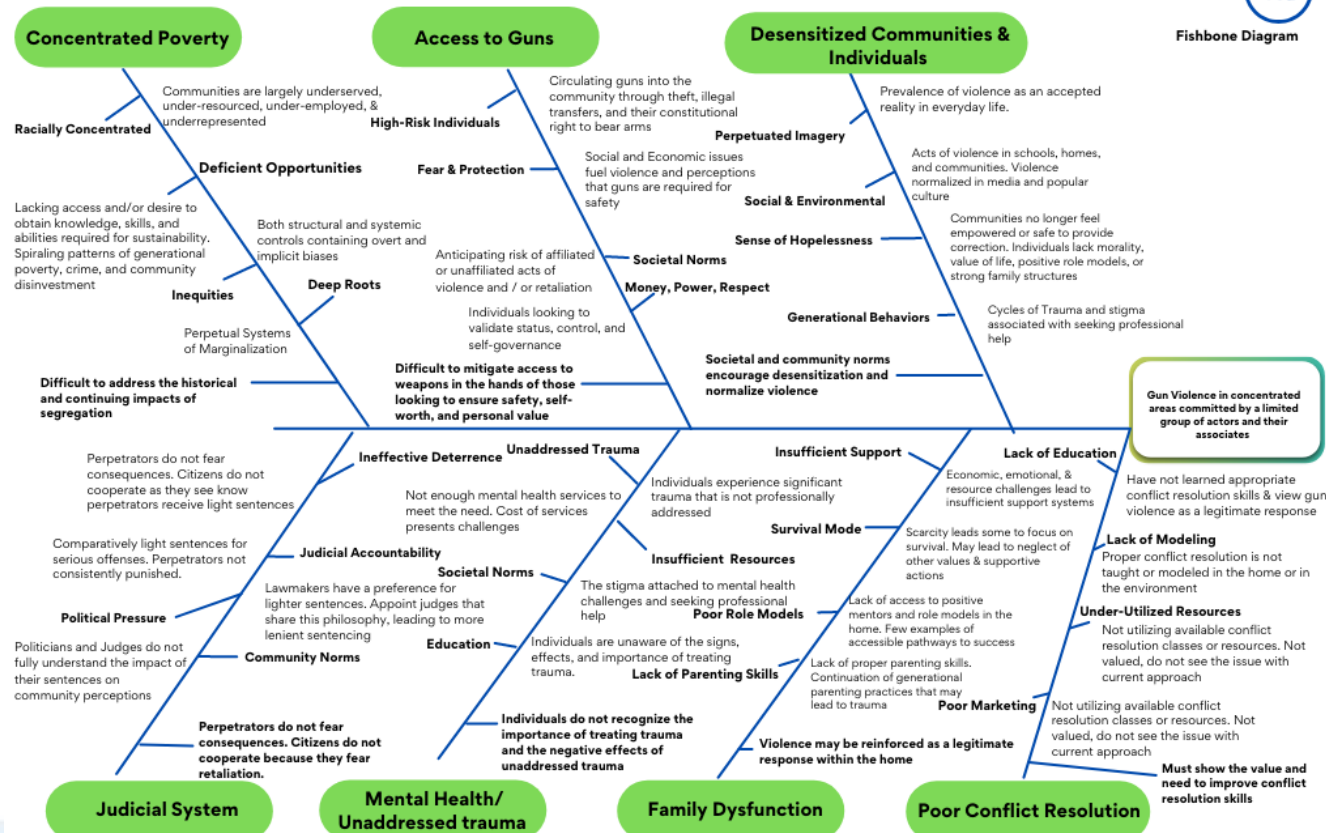 Fishbone Diagram
Concentrated Poverty
Communities are largely underserved,
under-resourced, under-employed, &
underrepresented
Racially Concentrated
Deficient Opportunities
Lacking access and/or desire to
obtain knowledge, skills, and
abilities required for sustainability.
Spiraling patterns of generational
poverty, crime, and community
disinvestment
Both structural and systemic
controls containing overt and
implicit biases
Inequities
Deep Roots
Perpetual Systems
of Marginalization
Difficult to address the historical
and continuing impacts of
segregation
Access to Guns
Circulating guns into the
community through theft, illegal
transfers, and their constitutional
right to bear arms
High-Risk Individuals
Fear & Protection
Social and Economic issues
fuel violence and perceptions
that guns are required for
safety
Anticipating risk of affiliated
or unaffiliated acts of
violence and / or retaliation
Societal Norms
Money, Power, Respect
Individuals looking to
validate status, control, and
self-governance
Difficult to mitigate access to
weapons in the hands of those
looking to ensure safety, self-
worth, and personal value
Desensitized Communities &
Individuals
Prevalence of violence as an accepted
reality in everyday life.
Perpetuated Imagery
Acts of violence in schools, homes,
and communities. Violence
normalized in media and popular
culture
Social & Environmental
Communities no longer feel
empowered or safe to provide
correction. Individuals lack morality,
value of life, positive role models, or
strong family structures
Sense of Hopelessness
Generational Behaviors
Cycles of Trauma and stigma
associated with seeking professional
help
Societal and community norms
encourage desensitization and
normalize violence
Gun Violence in concentrated
areas committed by a limited
group of actors and their
associates
Perpetrators do not fear
consequences. Citizens do not
cooperate as they see know
perpetrators receive light sentences
Ineffective Deterrence
Comparatively light sentences for
serious offenses. Perpetrators not
consistently punished.
Judicial Accountability
Lawmakers have a preference for
lighter sentences. Appoint judges that
share this philosophy, leading to more
lenient sentencing
Political Pressure
Politicians and Judges do not
fully understand the impact of
their sentences on
community perceptions
Community Norms
Perpetrators do not fear
consequences. Citizens do not
cooperate because they fear
retaliation.
Judicial System
Unaddressed Trauma
Individuals experience significant
trauma that is not professionally
addressed
Not enough mental health services to
meet the need. Cost of services
presents challenges
Insufficient Resources
Societal Norms
The stigma attached to mental health
challenges and seeking professional
help
Education
Individuals are unaware of the signs,
effects, and importance of treating
trauma.
Individuals do not recognize the
importance of treating trauma
and the negative effects of
unaddressed trauma
Mental Health/
Unaddressed trauma
Insufficient Support
Economic, emotional, &
resource challenges lead to
insufficient support systems
Survival Mode
Scarcity leads some to focus on
survival. May lead to neglect of
other values & supportive
actions
Poor Role Models
Lack of access to positive
mentors and role models in the
home. Few examples of
accessible pathways to success
Lack of Parenting Skills
Lack of proper parenting skills.
Continuation of generational
parenting practices that may
lead to trauma
Violence may be reinforced as a legitimate
response within the home
Family Dysfunction
Lack of Education
Have not learned appropriate
conflict resolution skills & view gun
violence as a legitimate response
Lack of Modeling
Proper conflict resolution is not
taught or modeled in the home or in
the environment
Under-Utilized Resources
Not utilizing available conflict
resolution classes or resources. Not
valued, do not see the issue with
current approach
Poor Marketing
Not utilizing available conflict
resolution classes or resources. Not
valued, do not see the issue with
current approach
Must show the value and
need to improve conflict
resolution skills
Poor Conflict Resolution